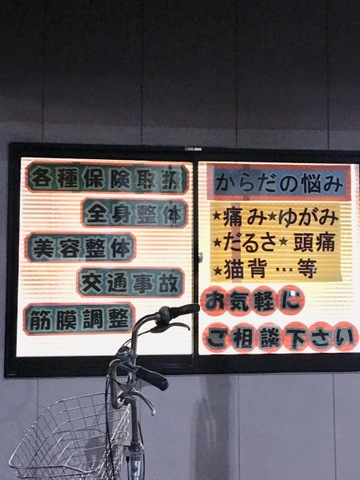 各種保険取扱
全身整体
美容整体
交通事故
筋膜調整
からだの悩み
★痛み★ゆがみ
★だるさ★頭痛
★猫背…等
お気軽に
ご相談下さい